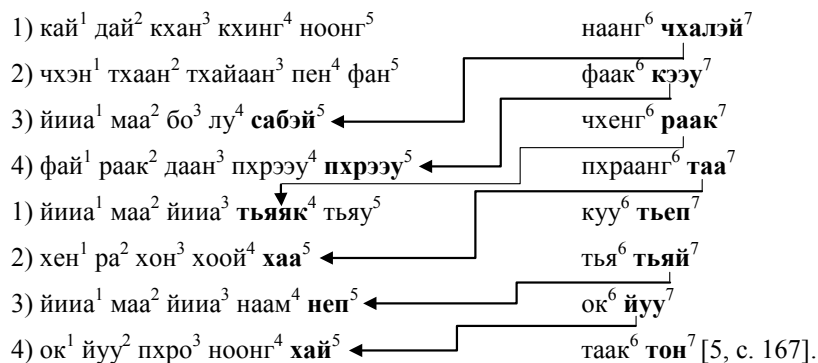 1) кай¹ дай² кхан³ кхинг⁴ ноонг⁵ наанг⁶ чхалэй⁷
2) чхэн¹ тхаан² тхайаан³ пен⁴ фан⁵ фаак⁶ кээу⁷
3) йииа¹ маа² бо³ лу⁴ сабэй⁵ чхенг⁶ раак⁷
4) фай¹ раак² даан³ пхрээу⁴ пхрээу⁵ пхраанг⁶ таа⁷
1) йииа¹ маа² йииа³ тьяяк⁴ тьяу⁵ куу⁶ тьеп⁷
2) хен¹ ра² хон³ хоой⁴ хаа⁵ тья⁶ тьяй⁷
3) йииа¹ маа² йииа³ наам⁴ неп⁵ ок⁶ йуу⁷
4) ок¹ йуу² пхро³ ноонг⁴ хай⁵ таак⁶ тон⁷ [5, с. 167].